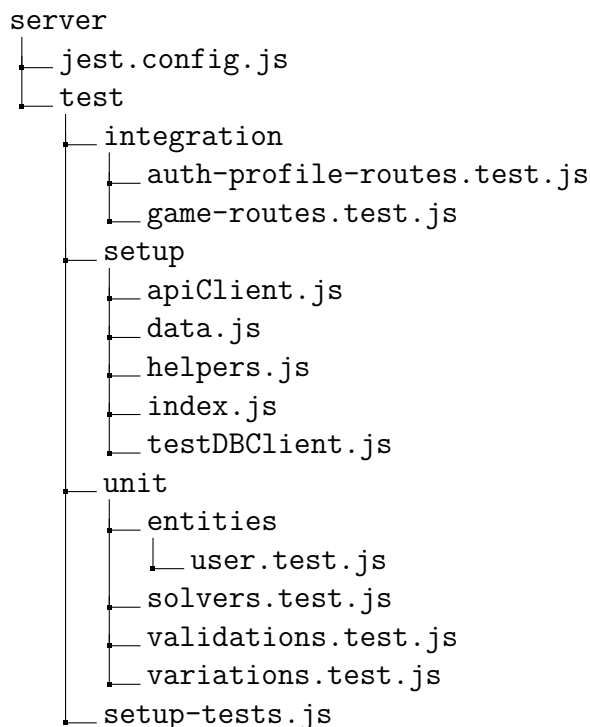 server
jest.config.js
test
integration
auth-profile-routes.test.js
game-routes.test.js
setup
apiClient.js
data.js
helpers.js
index.js
testDBClient.js
unit
entities
user.test.js
solvers.test.js
validations.test.js
variations.test.js
setup-tests.js